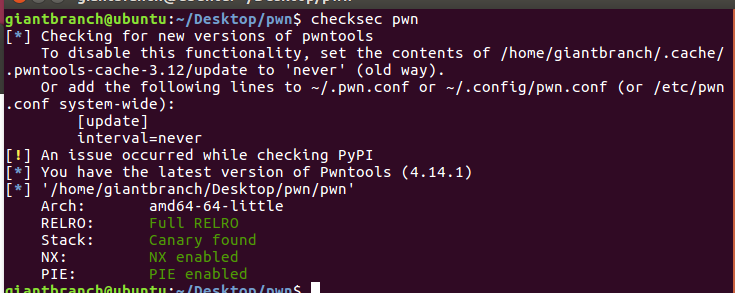 giantbranch@ubuntu:~/Desktop/pwn$ checksec pwn
[*] Checking for new versions of pwntools
    To disable this functionality, set the contents of /home/giantbranch/.cache/
.pwntools-cache-3.12/update to 'never' (old way).
    Or add the following lines to ~/.pwn.conf or ~/.config/pwn.conf (or /etc/pwn
.conf system-wide):
        [update]
        interval=never
[!] An issue occurred while checking PyPI
[*] You have the latest version of Pwntools (4.14.1)
[*] '/home/giantbranch/Desktop/pwn/pwn'
    Arch:     amd64-64-little
    RELRO:    Full RELRO
    Stack:    Canary found
    NX:       NX enabled
    PIE:      PIE enabled
giantbranch@ubuntu:~/Desktop/pwn$